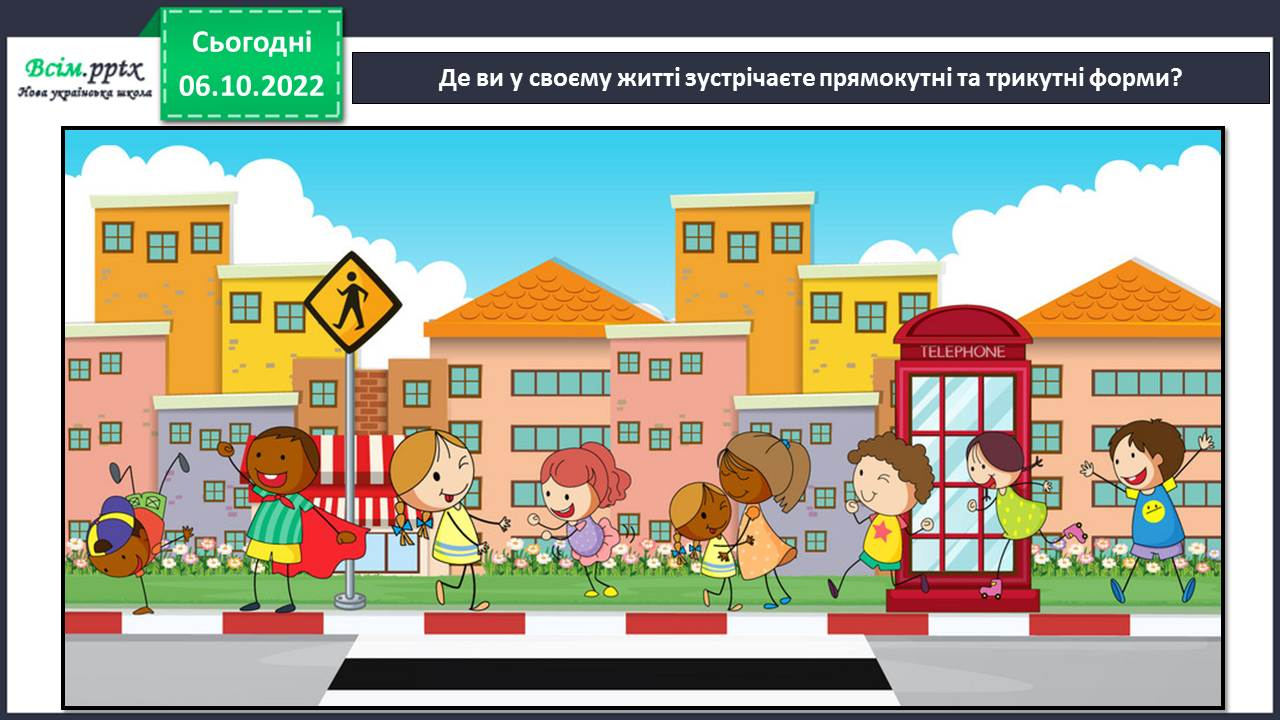 Всім.pptx
Нова українська школа
Сьогодні
06.10.2022
Де ви у своєму житті зустрічаєте прямокутні та трикутні форми?
TELEPHONE